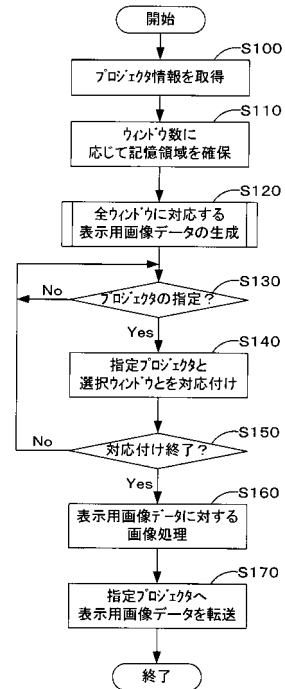 開始
S100
プロジェクタ情報を取得
S110
ウィンドウ数に
応じて記憶領域を確保
S120
全ウィンドウに対応する
表示用画像データの生成
S130
No
プロジェクタの指定?
Yes
S140
指定プロジェクタと
選択ウィンドウとを対応付け
S150
No
対応付け終了?
Yes
S160
表示用画像データに対する
画像処理
S170
指定プロジェクタへ
表示用画像データを転送
終了